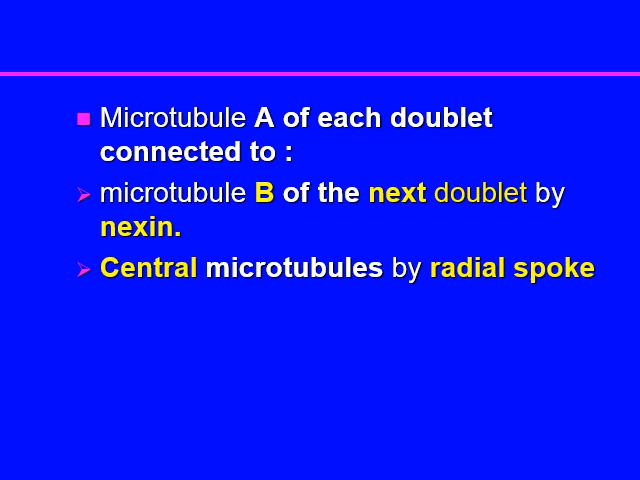 Microtubule A of each doublet
connected to :
microtubule B of the next doublet by
nexin.
Central microtubules by radial spoke